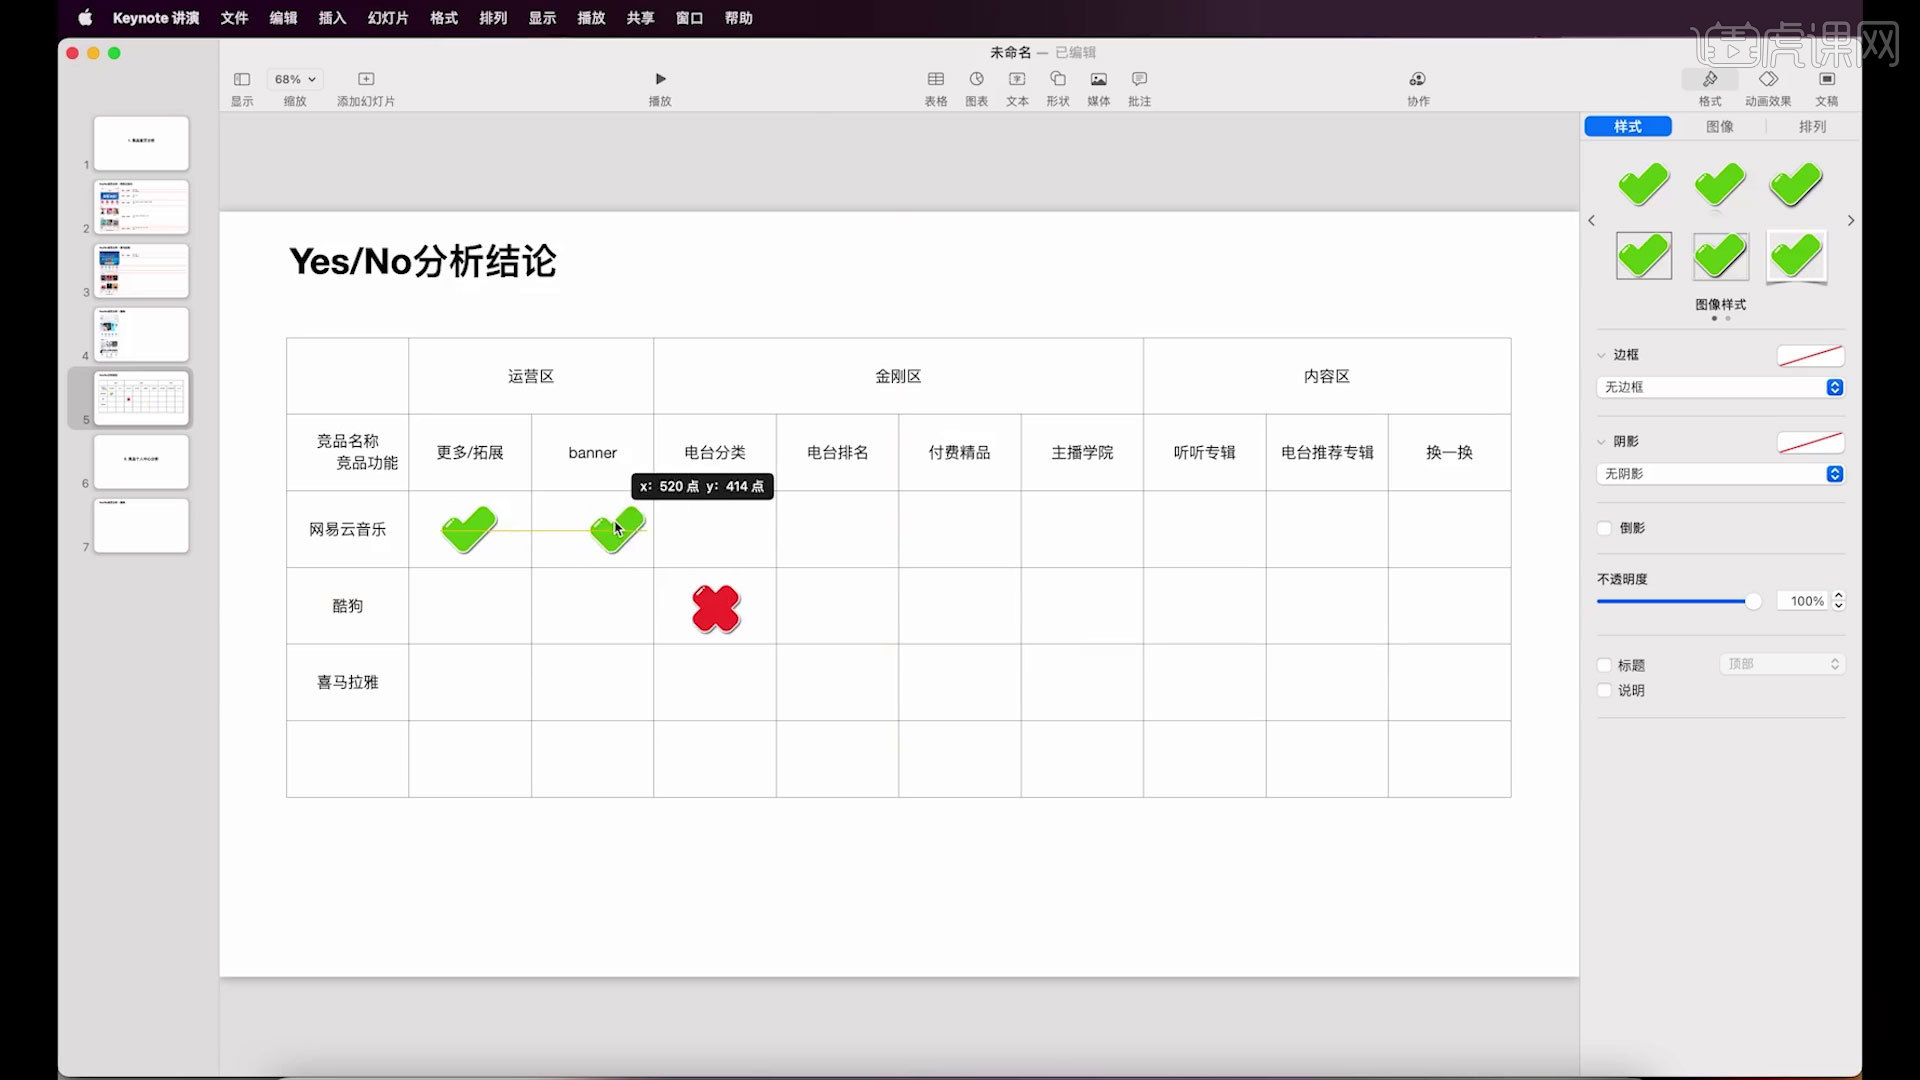 Keynote 讲演 文件 编辑 插入 幻灯片 格式 排列 显示 播放 共享 窗口 帮助
虎课网
未命名 — 已编辑
68%
显示 缩放 添加幻灯片 播放 表格 图表 文本 形状 媒体 批注 协作 格式 动画效果 文稿
样式 图像 排列
1
2
3
4
5
6
7
Yes/No分析结论
运营区 金刚区 内容区
竞品名称
竞品功能
更多/拓展 banner 电台分类 电台排名 付费精品 主播学院 听听专辑 电台推荐专辑 换一换
x: 520 点 y: 414 点
网易云音乐
酷狗
喜马拉雅
图像样式
边框
无边框
阴影
无阴影
倒影
不透明度
100%
标题 顶部
说明